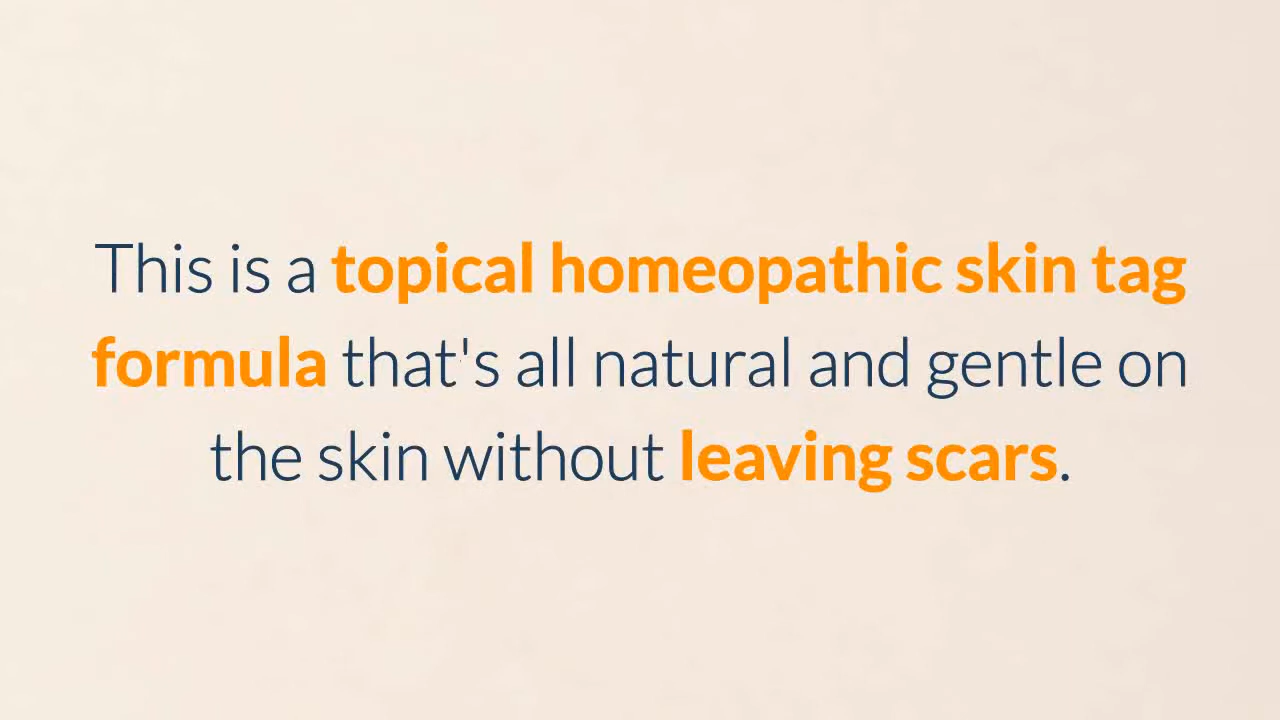 This is a topical homeopathic skin tag
formula that's all natural and gentle on
the skin without leaving scars.